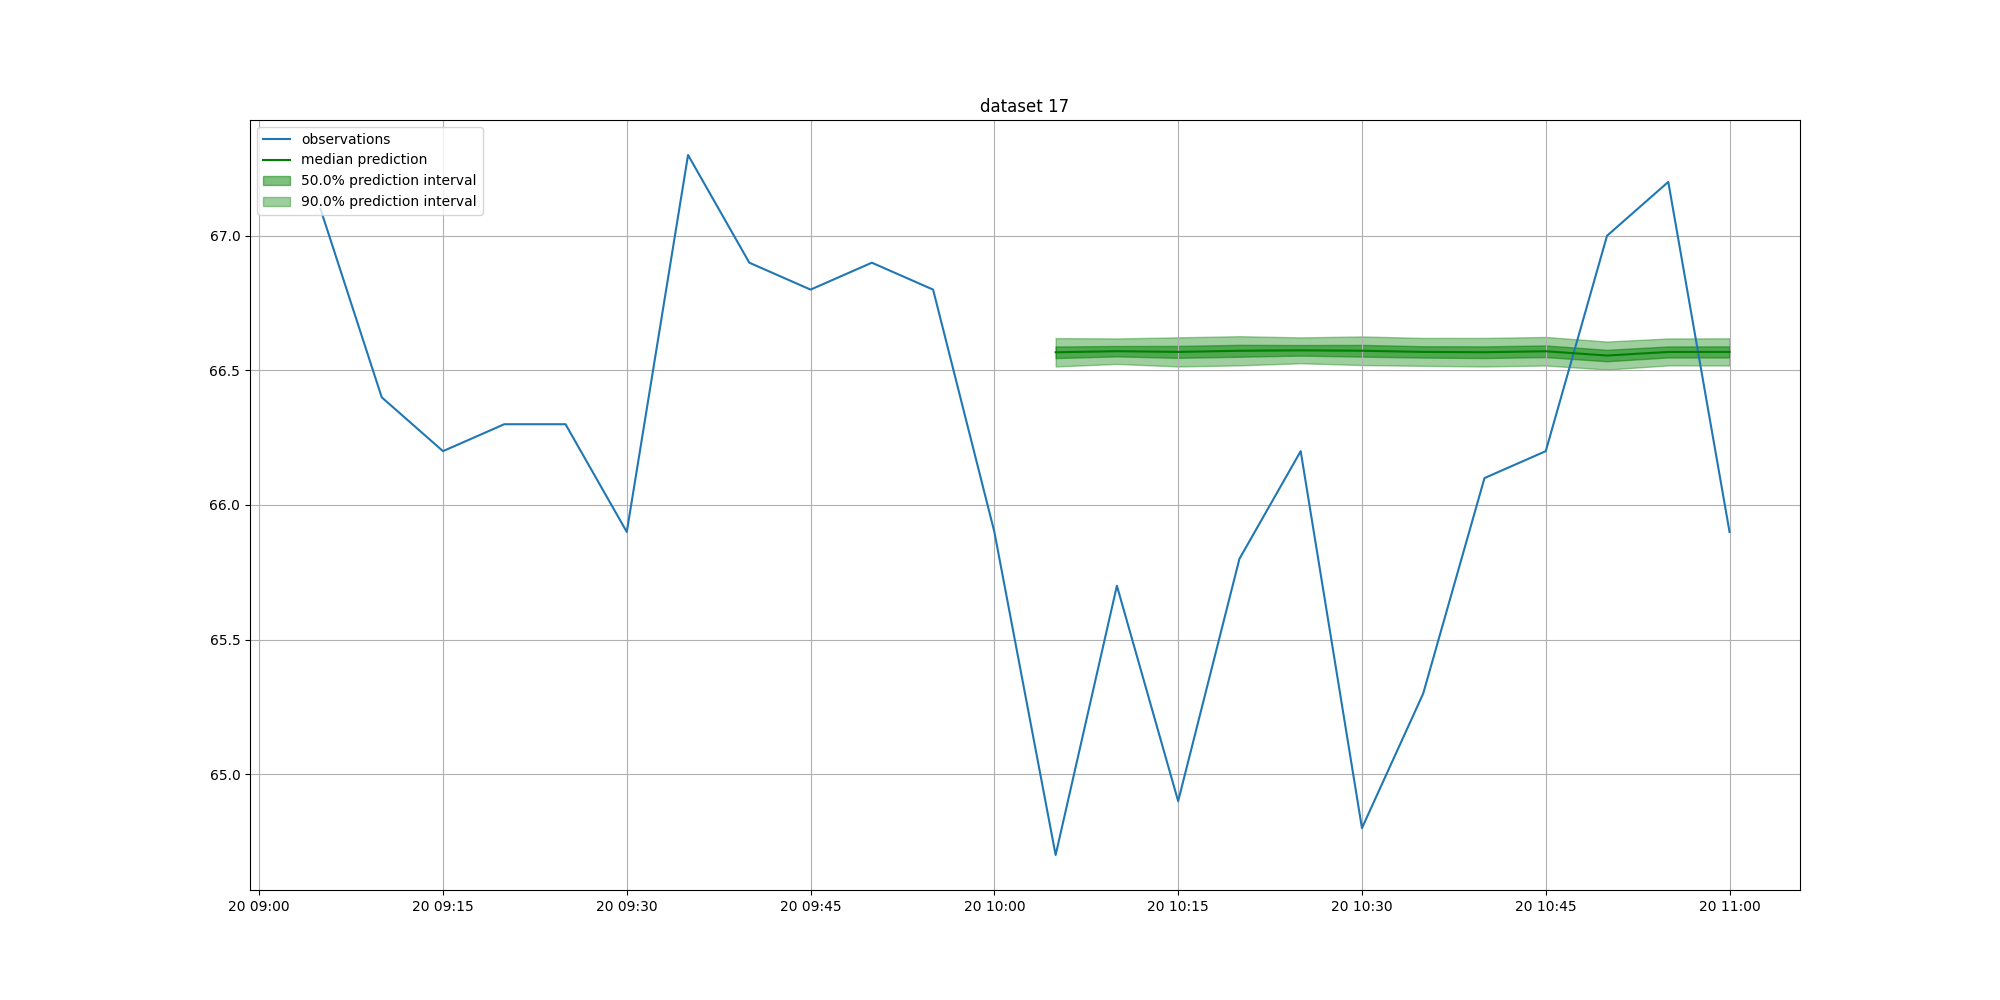 dataset 17
observations
median prediction
50.0% prediction interval
90.0% prediction interval
67.0
66.5
66.0
65.5
65.0
20 09:00 20 09:15 20 09:30 20 09:45 20 10:00 20 10:15 20 10:30 20 10:45 20 11:00